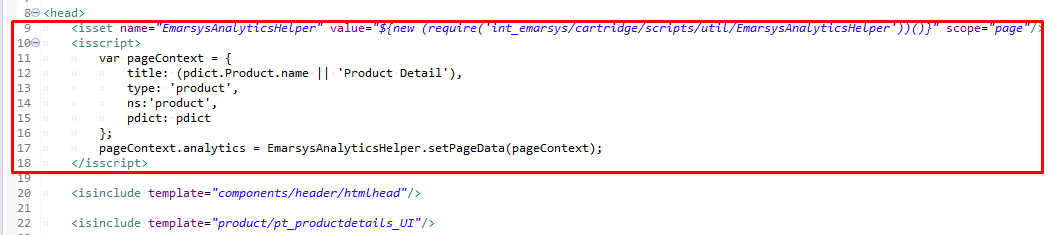 8 <head>
9 <isset name="EmarsysAnalyticsHelper" value="${new (require('int_emarsys/cartridge/scripts/util/EmarsysAnalyticsHelper'))()}" scope="page"/>
10 <isscript>
11 var pageContext = {
12 title: (pdict.Product.name || 'Product Detail'),
13 type: 'product',
14 ns:'product',
15 pdict: pdict
16 };
17 pageContext.analytics = EmarsysAnalyticsHelper.setPageData(pageContext);
18 </isscript>
19
20 <isinclude template="components/header/htmlhead"/>
21
22 <isinclude template="product/pt_productdetails_UI"/>